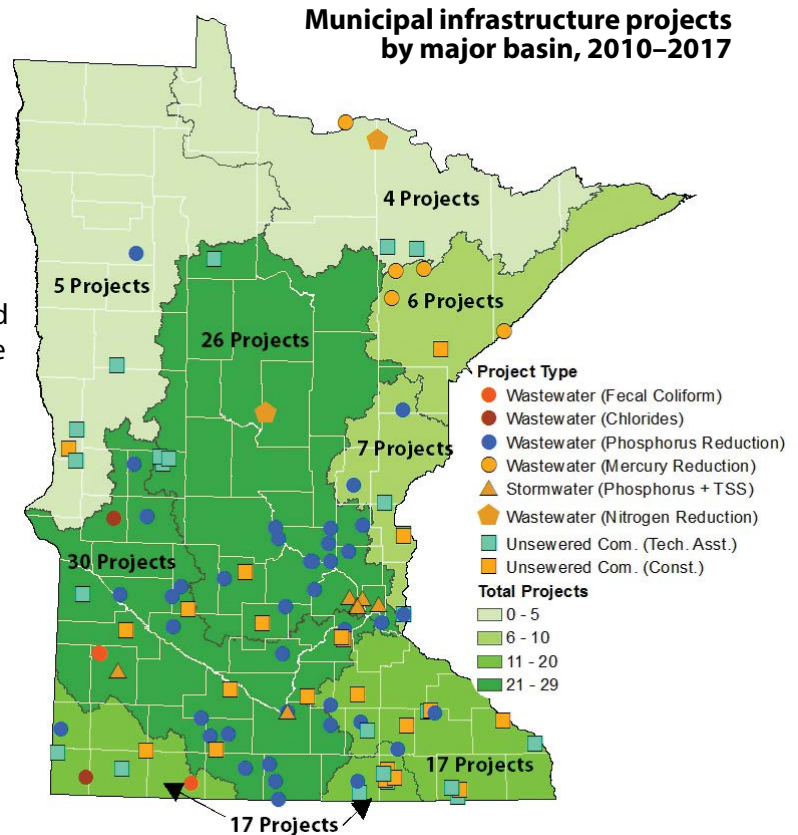 Municipal infrastructure projects
by major basin, 2010–2017
4 Projects
5 Projects
6 Projects
d
26 Projects
e
Project Type
Wastewater (Fecal Coliform)
Wastewater (Chlorides)
Wastewater (Phosphorus Reduction)
7 Projects
Wastewater (Mercury Reduction)
Stormwater (Phosphorus + TSS)
Wastewater (Nitrogen Reduction)
Unsewered Com. (Tech. Asst.)
30 Projects
Unsewered Com. (Const.)
Total Projects
0 - 5
6 - 10
11 - 20
21 - 29
17 Projects
17 Projects